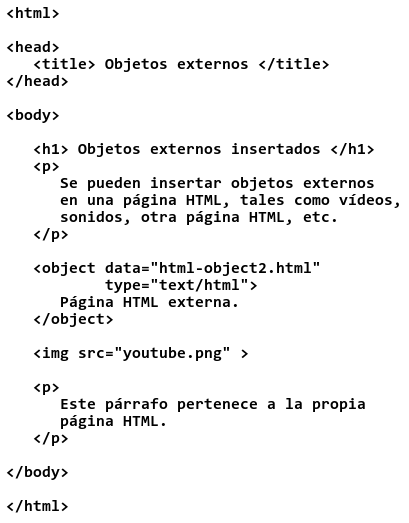 <html>
<head>
<title> Objetos externos </title>
</head>
<body>
<h1> Objetos externos insertados </h1>
<p>
Se pueden insertar objetos externos
en una página HTML, tales como vídeos,
sonidos, otra página HTML, etc.
</p>
<object data="html-object2.html"
type="text/html">
Página HTML externa.
</object>
<img src="youtube.png" >
<p>
Este párrafo pertenece a la propia
página HTML.
</p>
</body>
</html>